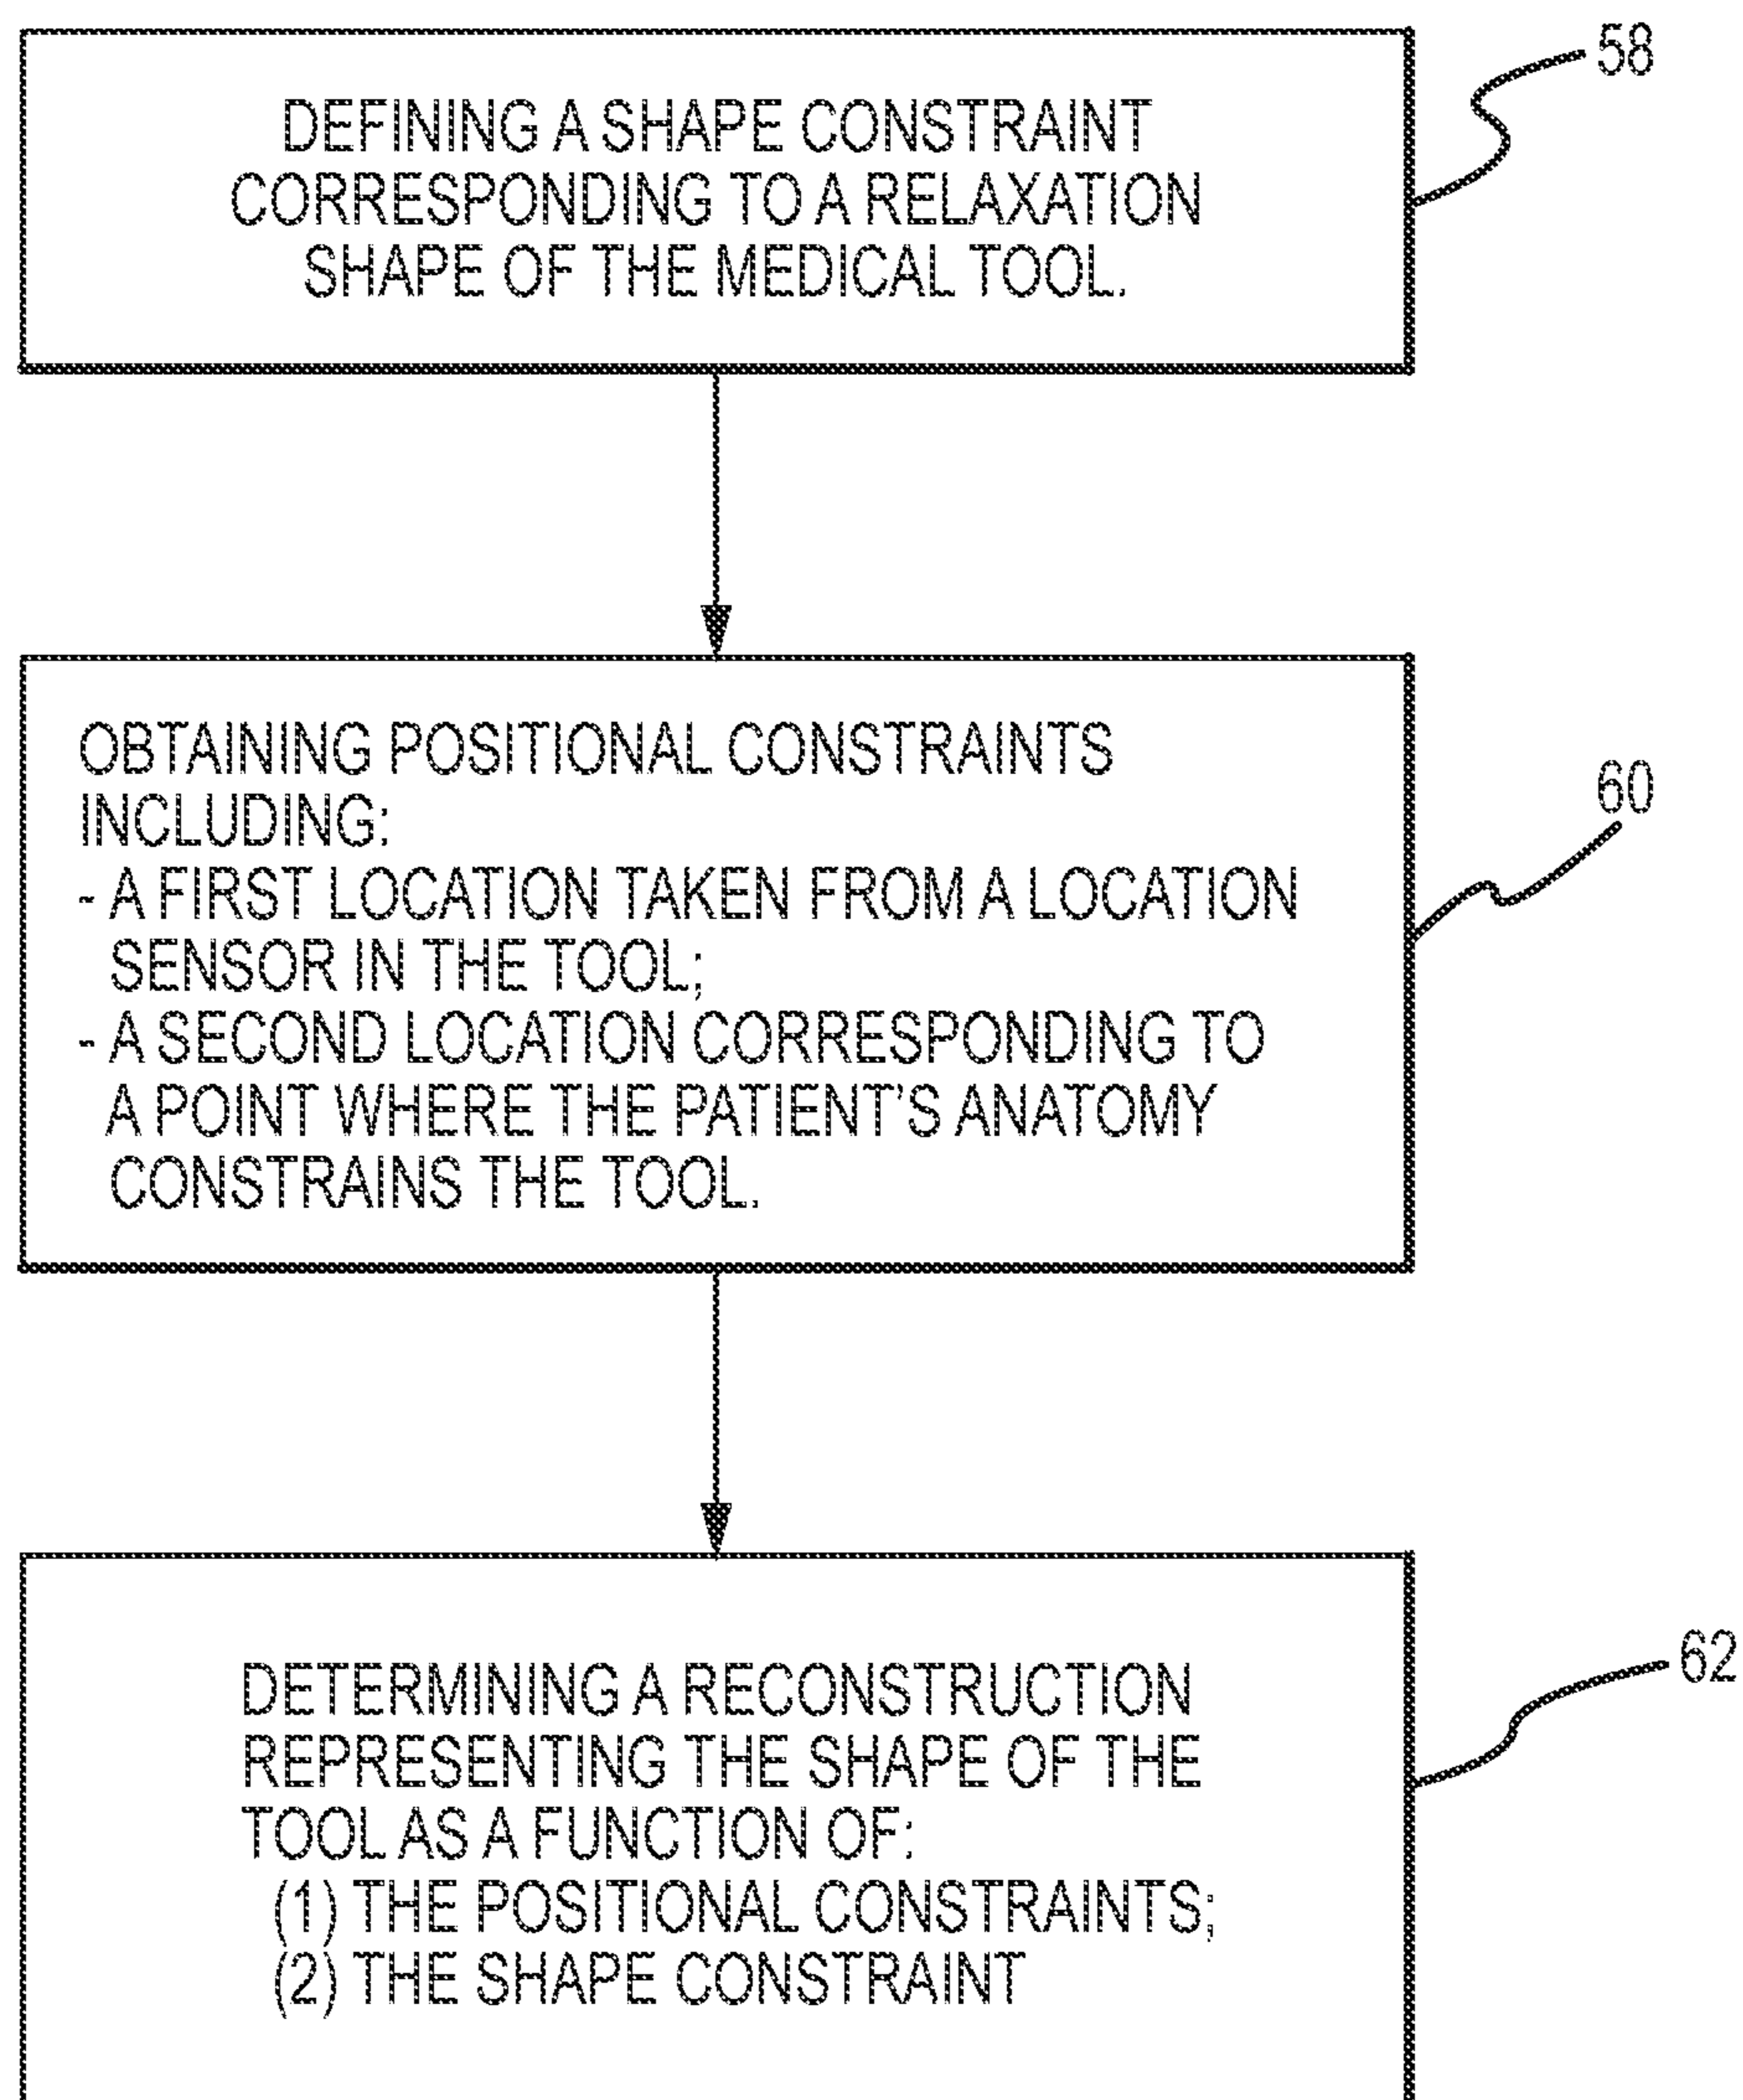 58
DEFINING A SHAPE CONSTRAINT
CORRESPONDING TO A RELAXATION
SHAPE OF THE MEDICAL TOOL.
OBTAINING POSITIONAL CONSTRAINTS
INCLUDING:
- A FIRST LOCATION TAKEN FROM A LOCATION
SENSOR IN THE TOOL;
- A SECOND LOCATION CORRESPONDING TO
A POINT WHERE THE PATIENT'S ANATOMY
CONSTRAINS THE TOOL.
60
DETERMINING A RECONSTRUCTION
REPRESENTING THE SHAPE OF THE
TOOL AS A FUNCTION OF:
(1) THE POSITIONAL CONSTRAINTS;
(2) THE SHAPE CONSTRAINT
62